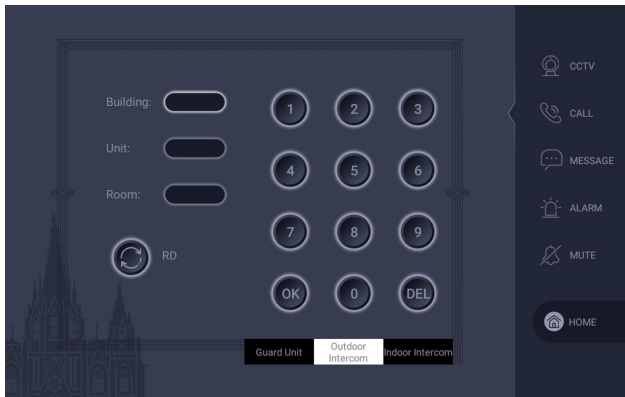 Building:
Unit:
Room:
RD
1 2 3
4 5 6
7 8 9
OK 0 DEL
Guard Unit
Outdoor
Intercom
Indoor Intercom
CCTV
CALL
MESSAGE
ALARM
MUTE
HOME